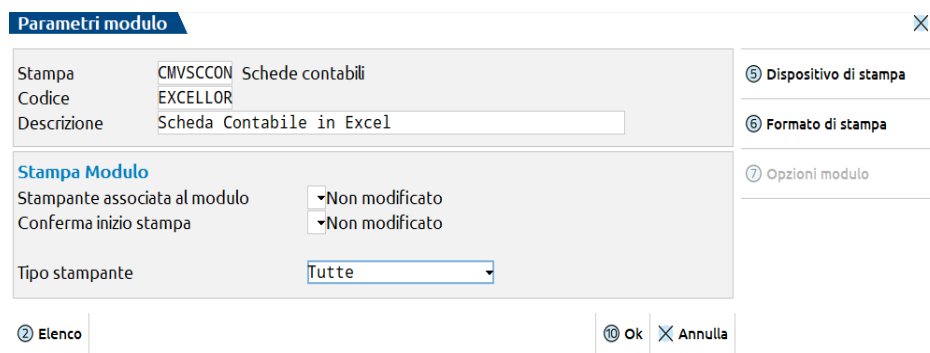 Parametri modulo
Stampa CMVSCCON Schede contabili
Codice EXCELLOR
Descrizione Scheda Contabile in Excel
5 Dispositivo di stampa
6 Formato di stampa
7 Opzioni modulo
Stampa Modulo
Stampante associata al modulo Non modificato
Conferma inizio stampa Non modificato
Tipo stampante Tutte
2 Elenco
10 Ok
Annulla